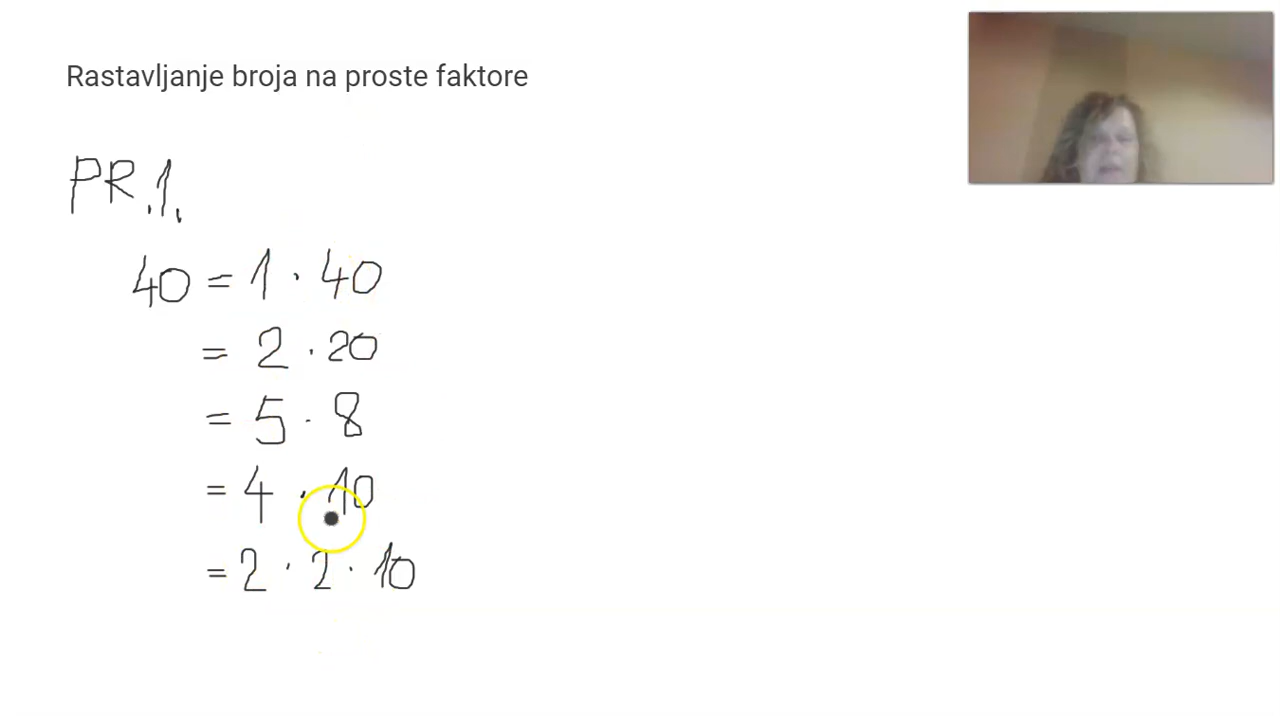 Rastavljanje broja na proste faktore
PR.1.
40 = 1 · 40
= 2 · 20
= 5 · 8
= 4 · 10
= 2 · 2 · 10